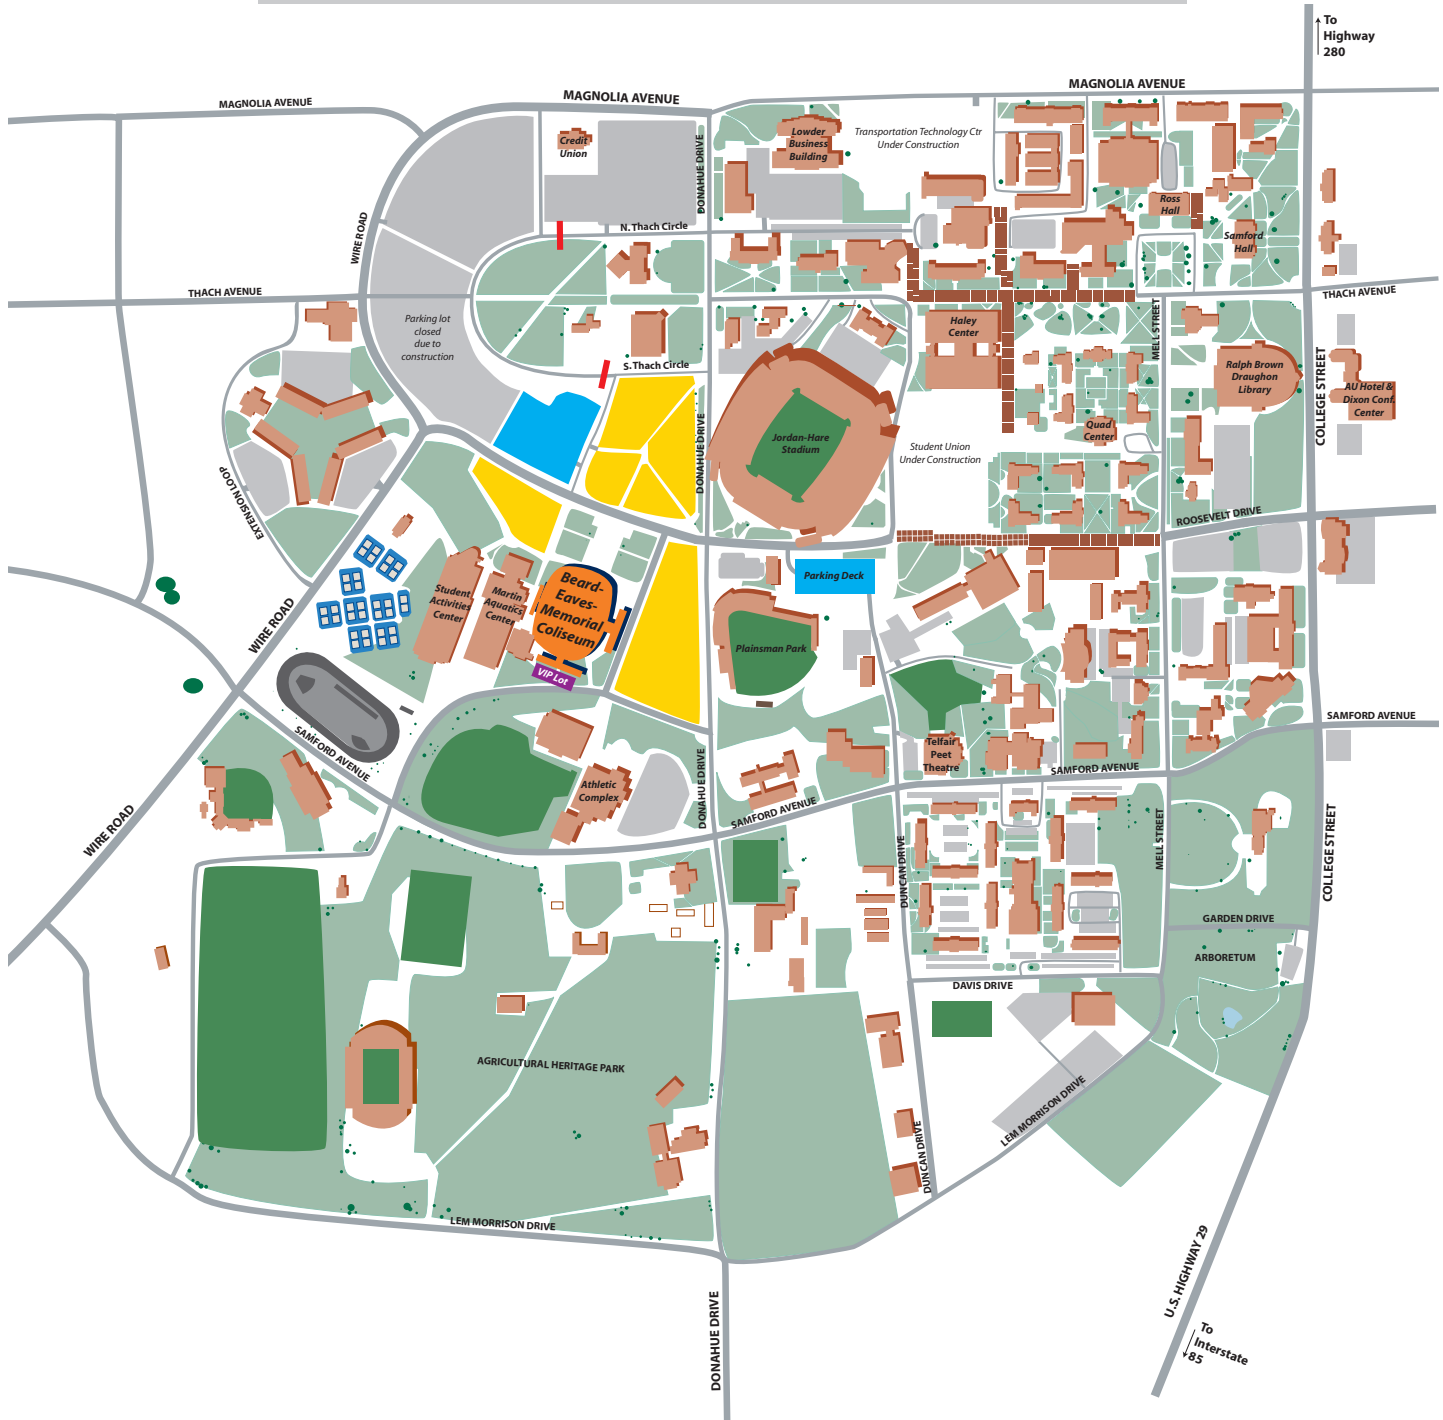 To
Highway
280
MAGNOLIA AVENUE
MAGNOLIA AVENUE
MAGNOLIA AVENUE
Credit
Union
DONAHUE DRIVE
Lowder
Business
Building
Transportation Technology Ctr
Under Construction
Ross
Hall
Samford
Hall
WIRE ROAD
N. Thach Circle
THACH AVENUE
THACH AVENUE
Parking lot
closed
due to
construction
S. Thach Circle
Haley
Center
MELL STREET
Ralph Brown
Draughon
Library
COLLEGE STREET
AU Hotel &
Dixon Conf.
Center
Jordan-Hare
Stadium
DONAHUE DRIVE
Student Union
Under Construction
Quad
Center
EXTENSION LOOP
ROOSEVELT DRIVE
Parking Deck
Student
Activities
Center
Martin
Aquatics
Center
Beard-
Eaves-
Memorial
Coliseum
VIP Lot
WIRE ROAD
Plainsman Park
SAMFORD AVENUE
SAMFORD AVENUE
Telfair
Peet
Theatre
SAMFORD AVENUE
Athletic
Complex
DONAHUE DRIVE
SAMFORD AVENUE
WIRE ROAD
DUNCAN DRIVE
MELL STREET
COLLEGE STREET
GARDEN DRIVE
ARBORETUM
DAVIS DRIVE
AGRICULTURAL HERITAGE PARK
LEM MORRISON DRIVE
DUNCAN DRIVE
LEM MORRISON DRIVE
U.S. HIGHWAY 29
DONAHUE DRIVE
To
Interstate
85